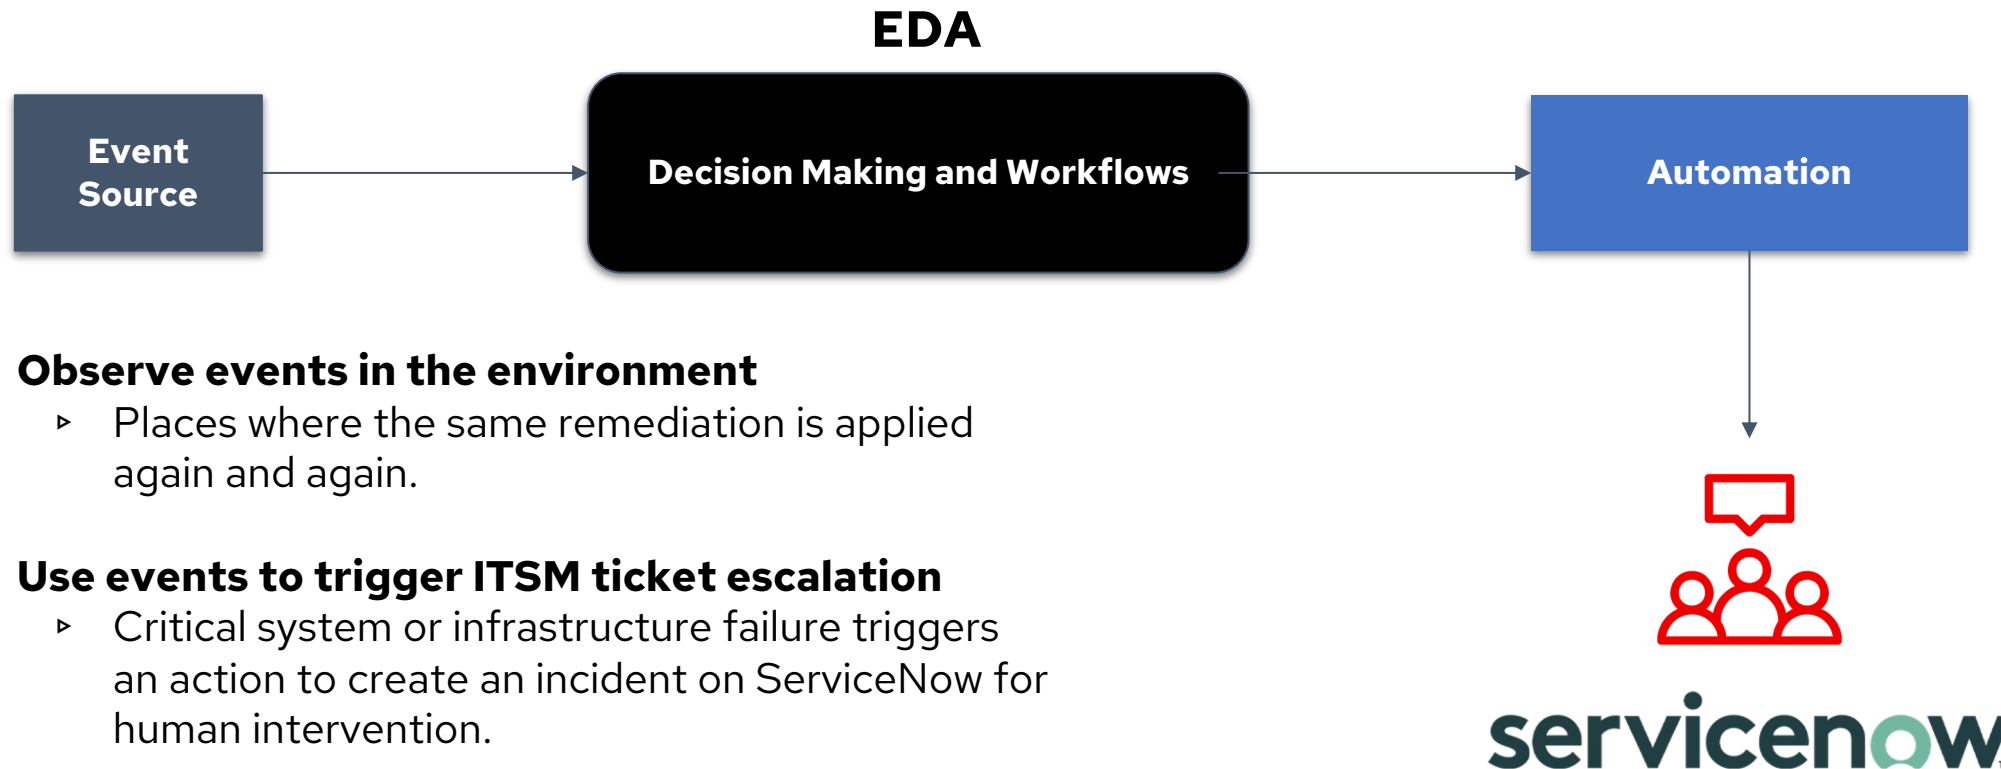 EDA
Event
Source
Decision Making and Workflows
Automation
Observe events in the environment
▹ Places where the same remediation is applied
again and again.
Use events to trigger ITSM ticket escalation
▹ Critical system or infrastructure failure triggers
an action to create an incident on ServiceNow for
human intervention.
servicenow